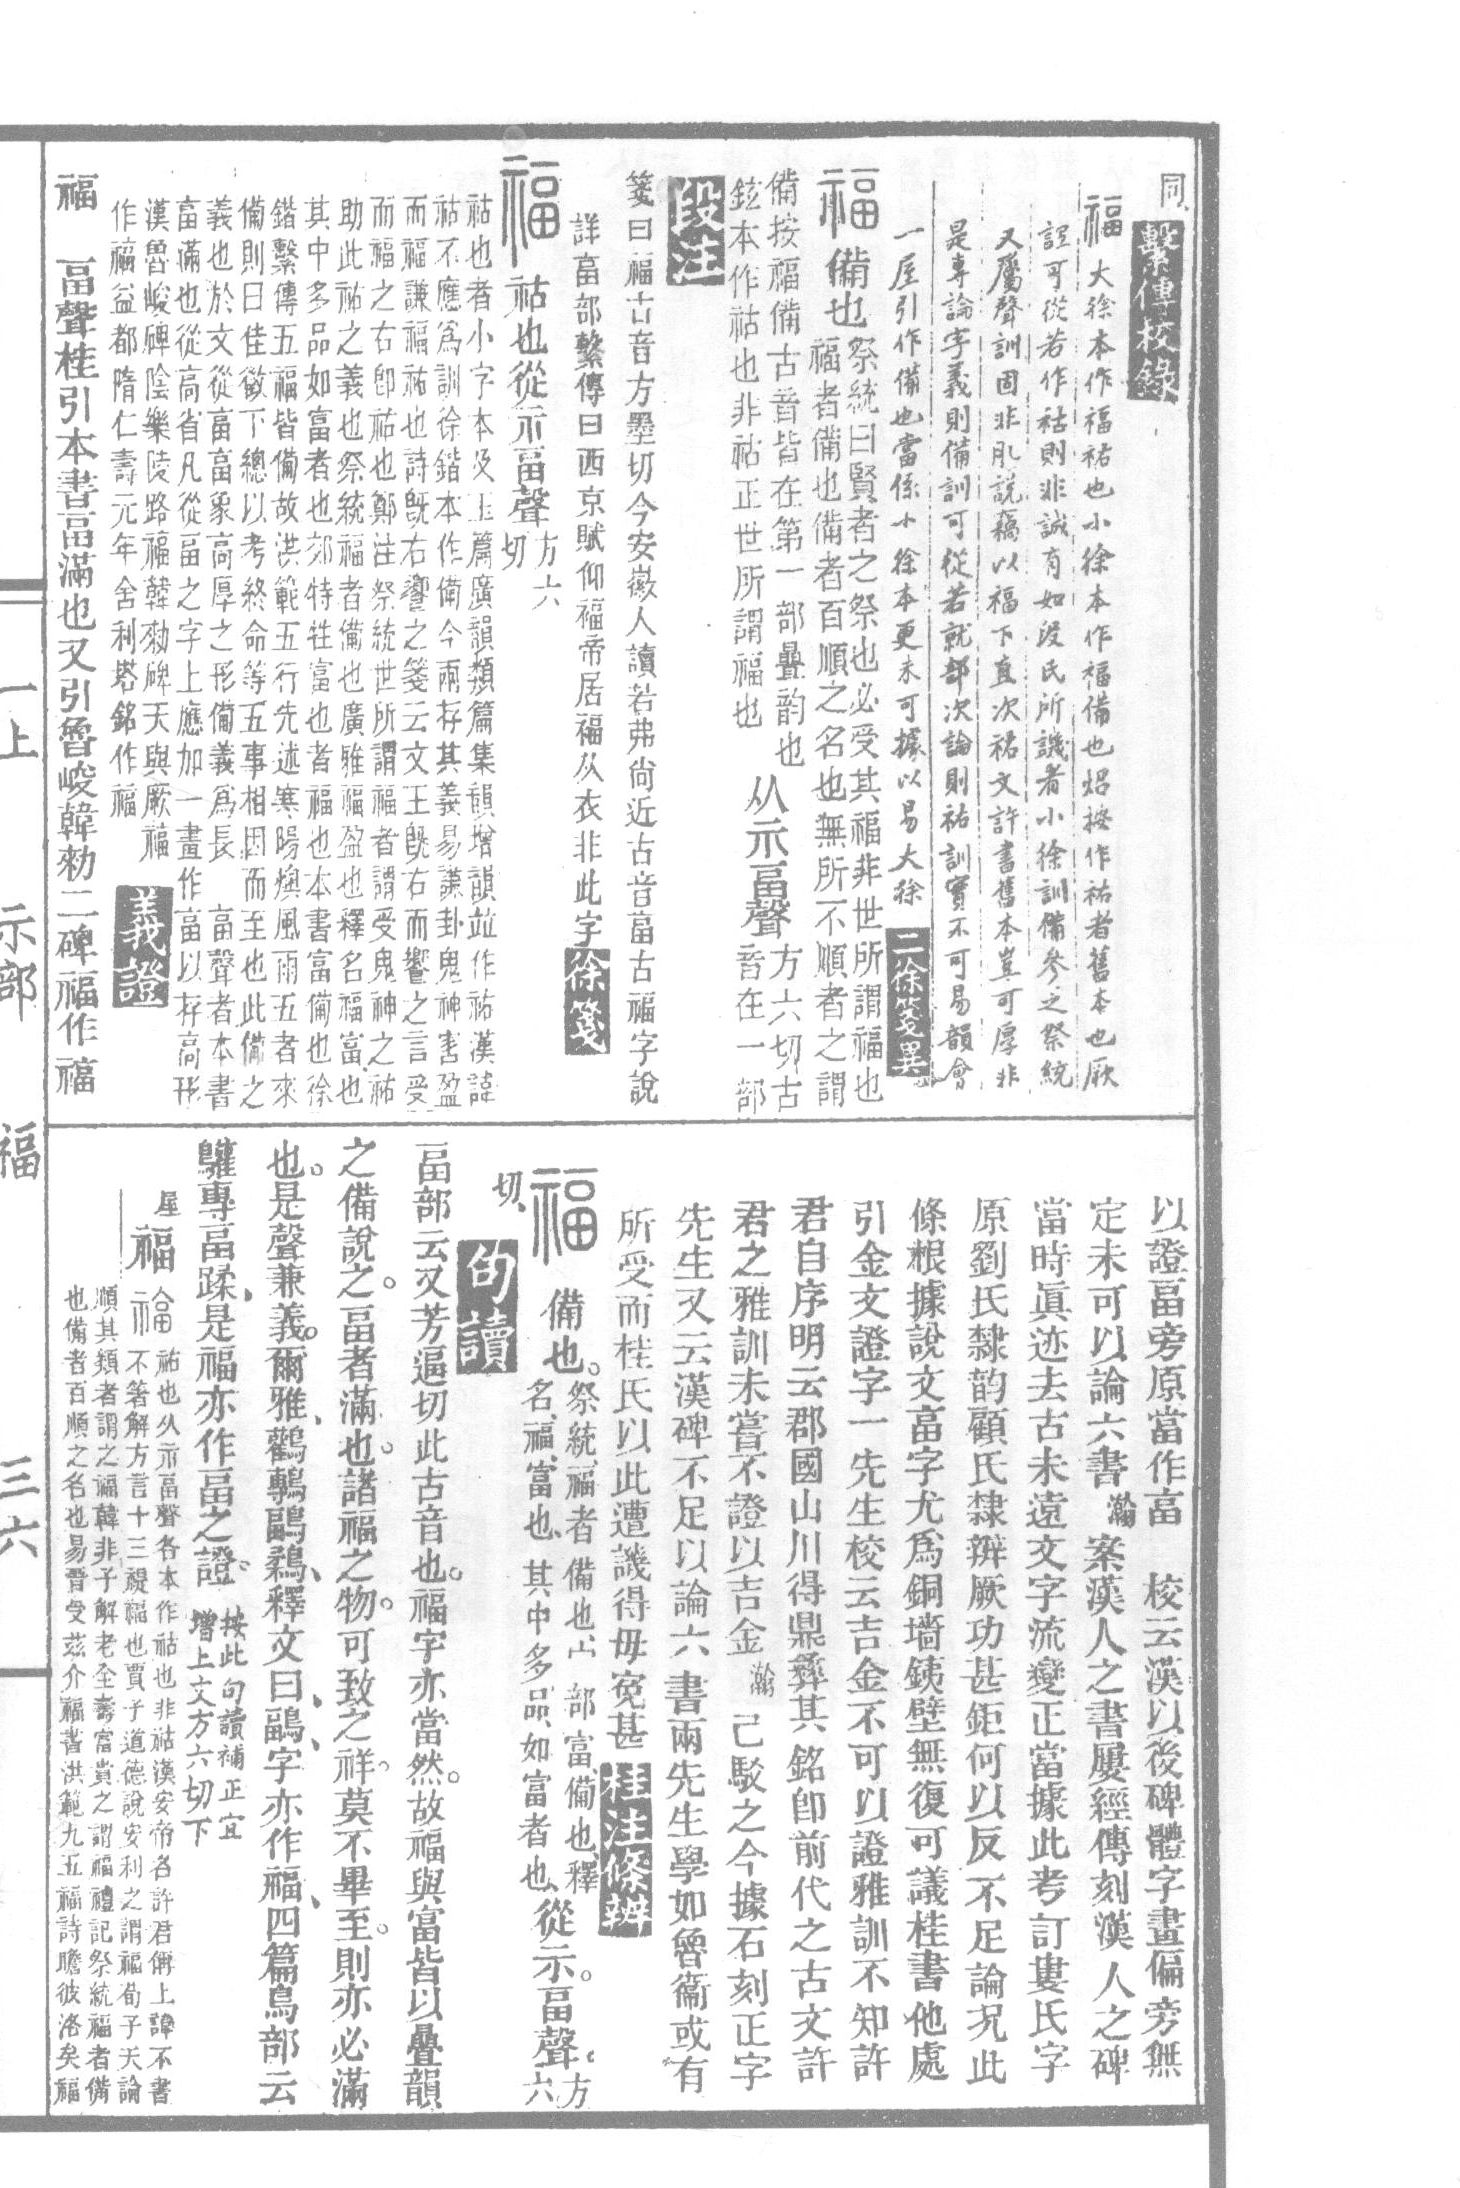 同
繫傳校錄
福 大徐本作福祐也小徐本作福備也炤按作祐者舊本也厥
詁可從若作祜則非誠有如段氏所譏者小徐訓備參之祭統
又屬聲訓固非肊說竊以福下直次祐文許書舊本豈可厚非
是專論字義則備訓可從若就部次論則祐訓實不可易韻會
一屋引作備也當係小徐本更未可據以易大徐
二徐箋異
福 備也祭統曰賢者之祭也必受其福非世所謂福也
福者備也備者百順之名也無所不順者之謂
備按福備古音皆在第一部疊韵也 从示畐聲 方六切古
鉉本作祜也非祜正世所謂福也 音在一部
段注
箋曰福古音方墨切今安徽人讀若弗尙近古音畐古福字說
詳畐部繫傳曰西京賦仰福帝居福从衣非此字
徐箋
福 祜也從示畐聲 方六
切
祜也者小字本及玉篇廣韻類篇集韻增韻竝作祐漢諱
祜不應爲訓徐鍇本作備今兩存其義易謙卦鬼神害盈
而福謙福祐也詩旣右饗之箋云文王旣右而饗之言受
而福之右卽祐也鄭注祭統世所謂福者謂受鬼神之祐
助此祐之義也祭統福者備也廣雅福盈也釋名福富也
其中多品如富者也郊特牲富也者福也本書富備也徐
鍇繫傳五福皆備故洪範五行先述寒暘燠風雨五者來
備則曰休徵下總以考終命等五事相因而至也此備之
義也於文從畐畐象高厚之形備義爲長 畐聲者本書
畐滿也從高省凡從畐之字上應加一畫作畐以存高形
漢魯峻碑陰樂陵路福韓勑碑天與厥福
作福益都隋仁壽元年舍利塔銘作福
義證
福 畐聲桂引本書畐滿也又引魯峻韓勑二碑福作福
以證畐旁原當作畐 校云漢以後碑體字畫偏旁無
定未可以論六書 瀚案漢人之書屢經傳刻漢人之碑
當時眞迹去古未遠文字流變正當據此考訂婁氏字
原劉氏隸韵顧氏隸辨厥功甚鉅何以反不足論況此
條根據說文畐字尤爲銅墻鐵壁無復可議桂書他處
引金文證字一先生校云吉金不可以證雅訓不知許
君自序明云郡國山川得鼎彝其銘卽前代之古文許
君之雅訓未嘗不證以吉金 瀚己駁之今據石刻正字
先生又云漢碑不足以論六書兩先生學如魯衞或有
所受而桂氏以此遭譏得毋寃甚
桂注條辨
福 備也。祭統、福者備也、宀部、富、備也、釋
名、福、富也、其中多品、如富者也、從示。畐聲。方六
切、
句讀
畐部云又芳逼切此古音也。福字亦當然。故福與富皆以疊韻
之備說之。畐者滿也。諸福之物。可致之祥。莫不畢至。則亦必滿
也。是聲兼義。爾雅、鸛鷒鶝鶔、釋文曰、鶝、字亦作福、四篇鳥部云
鸛專畐蹂、是福亦作畐之證。按此句讀補正宜
增上文方六切下
福 福 祐也从示畐聲各本作祜也非祜漢安帝名許君偁上諱不書
不箸解方言十三禔福也賈子道德說安利之謂福荀子天論
順其類者謂之福韓非子解老全壽富貴之謂福禮記祭統福者備
也備者百順之名也易晉受茲介福書洪範九五福詩瞻彼洛矣福
一上 示部 福 三六